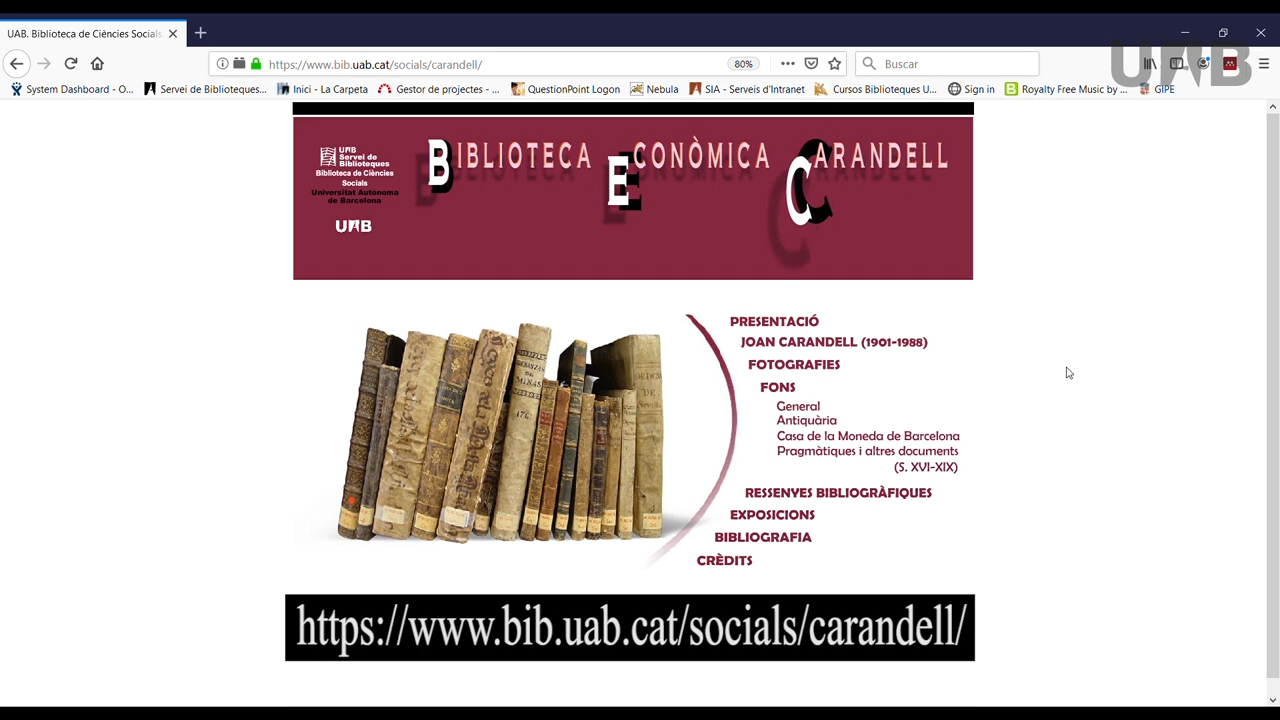 UAB. Biblioteca de Ciències Socials.
https://www.bib.uab.cat/socials/carandell/
80%
Buscar
UAB
System Dashboard - O...
Servei de Biblioteques...
Inici - La Carpeta
Gestor de projectes - ...
QuestionPoint Logon
Nebula
SIA - Serveis d'Intranet
Cursos Biblioteques U...
Sign in
Royalty Free Music by ...
GIPE
UAB
Servei de
Biblioteques
Biblioteca de Ciències
Socials
Universitat Autònoma
de Barcelona
UAB
BIBLIOTECA ECONÒMICA CARANDELL
PRESENTACIÓ
JOAN CARANDELL (1901-1988)
FOTOGRAFIES
FONS
General
Antiquària
Casa de la Moneda de Barcelona
Pragmàtiques i altres documents
(S. XVI-XIX)
RESSENYES BIBLIOGRÀFIQUES
EXPOSICIONS
BIBLIOGRAFIA
CRÈDITS
DE
MINAS
https://www.bib.uab.cat/socials/carandell/